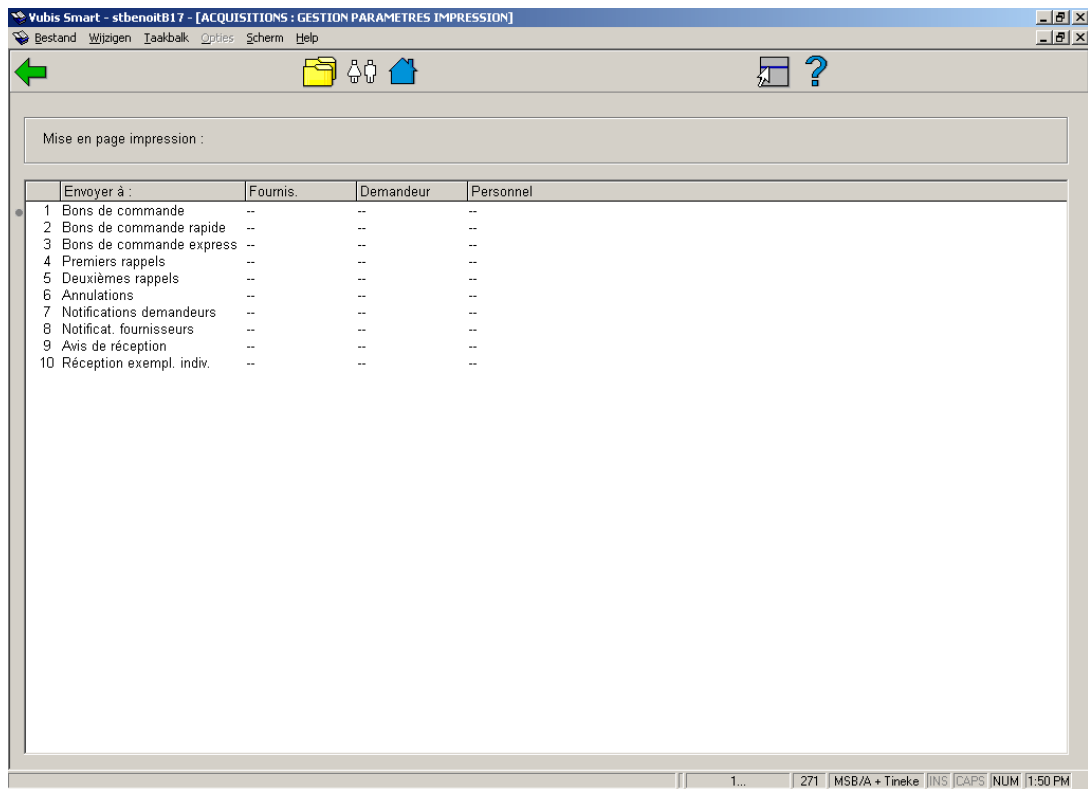 Vubis Smart - stbenoitB17 - [ACQUISITIONS : GESTION PARAMETRES IMPRESSION]
Bestand Wijzigen Taakbalk Opties Scherm Help
?
Mise en page impression :
Envoyer à : Fournis. Demandeur Personnel
1 Bons de commande -- -- --
2 Bons de commande rapide -- -- --
3 Bons de commande express -- -- --
4 Premiers rappels -- -- --
5 Deuxièmes rappels -- -- --
6 Annulations -- -- --
7 Notifications demandeurs -- -- --
8 Notificat. fournisseurs -- -- --
9 Avis de réception -- -- --
10 Réception exempl. indiv. -- -- --
1... 271 MSB/A + Tineke INS CAPS NUM 1:50 PM